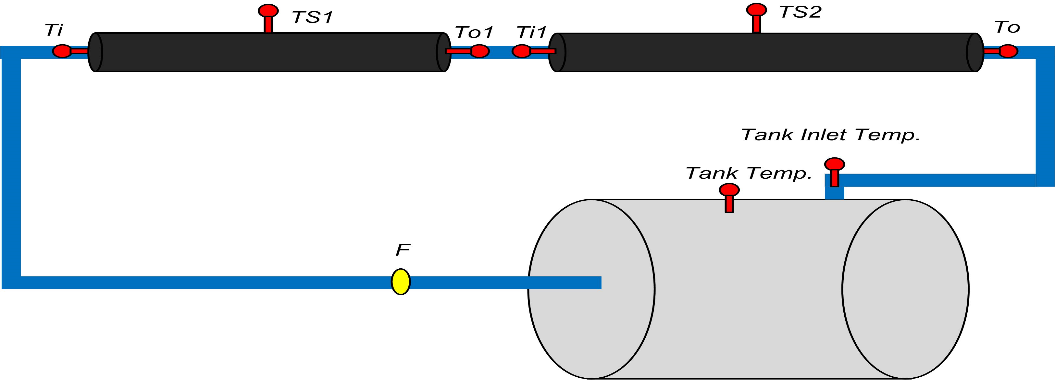 Ti
TS1
To1
Ti1
TS2
To
Tank Inlet Temp.
Tank Temp.
F